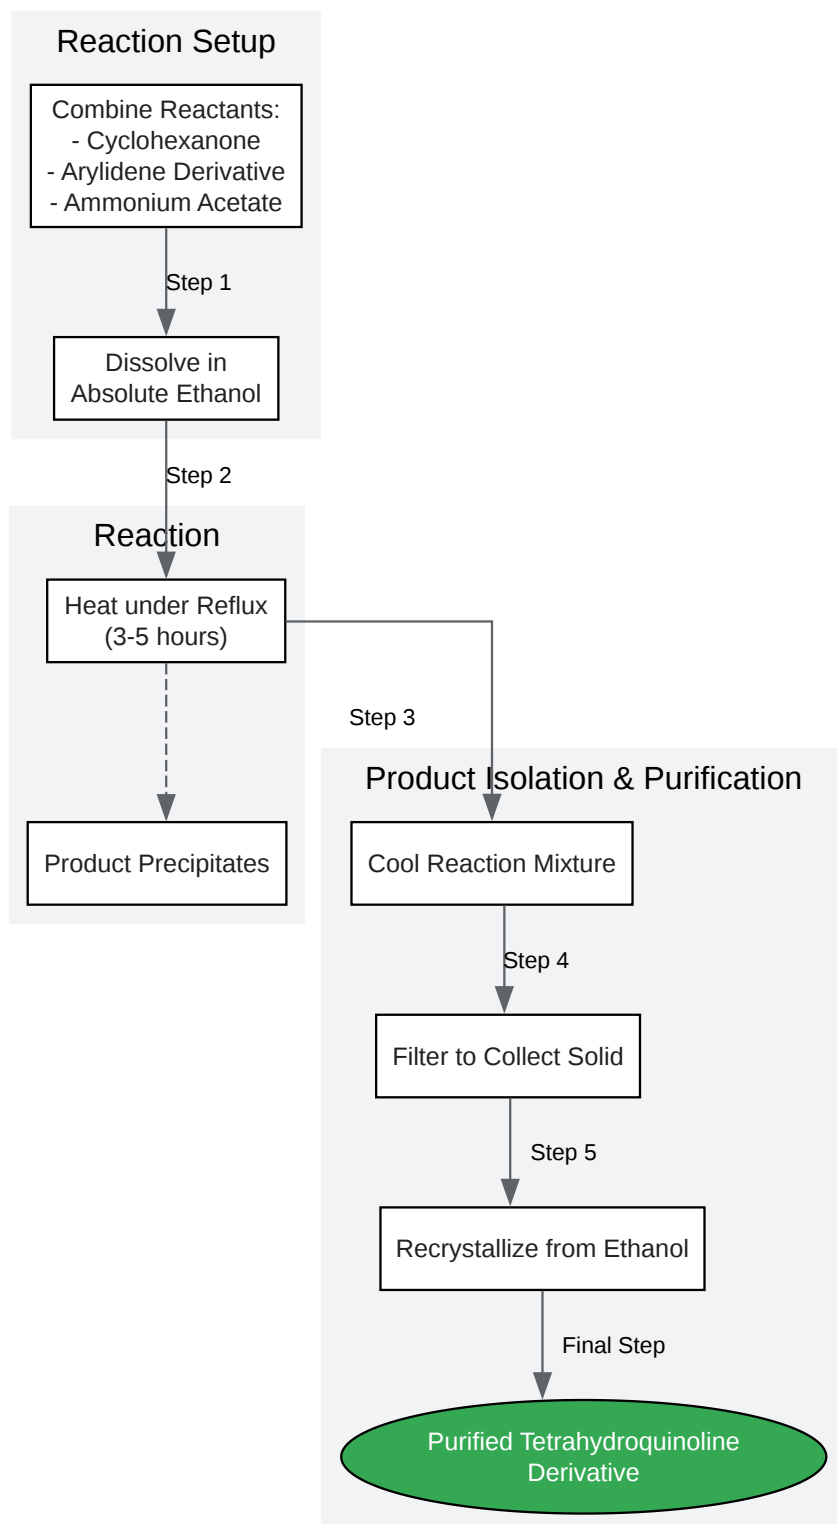 Reaction Setup
Combine Reactants:
- Cyclohexanone
- Arylidene Derivative
- Ammonium Acetate
Step 1
Dissolve in
Absolute Ethanol
Step 2
Reaction
Heat under Reflux
(3-5 hours)
Step 3
Product Precipitates
Product Isolation & Purification
Cool Reaction Mixture
Step 4
Filter to Collect Solid
Step 5
Recrystallize from Ethanol
Final Step
Purified Tetrahydroquinoline
Derivative